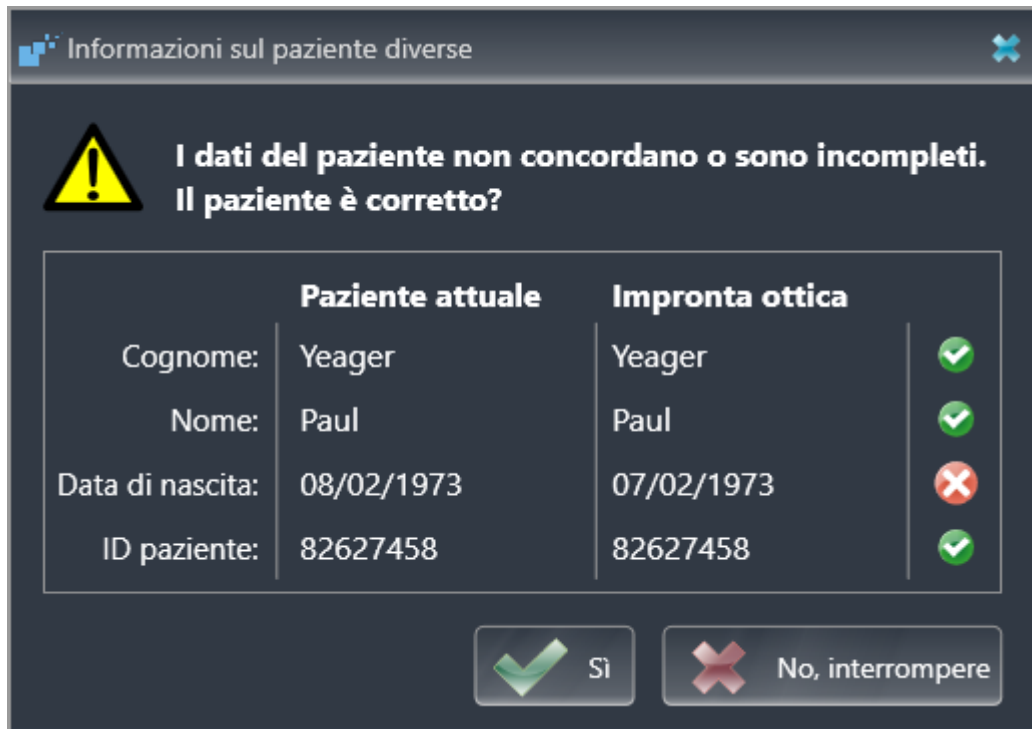 Informazioni sul paziente diverse
I dati del paziente non concordano o sono incompleti.
Il paziente è corretto?
Paziente attuale Impronta ottica
Cognome: Yeager Yeager
Nome: Paul Paul
Data di nascita: 08/02/1973 07/02/1973
ID paziente: 82627458 82627458
Sì No, interrompere